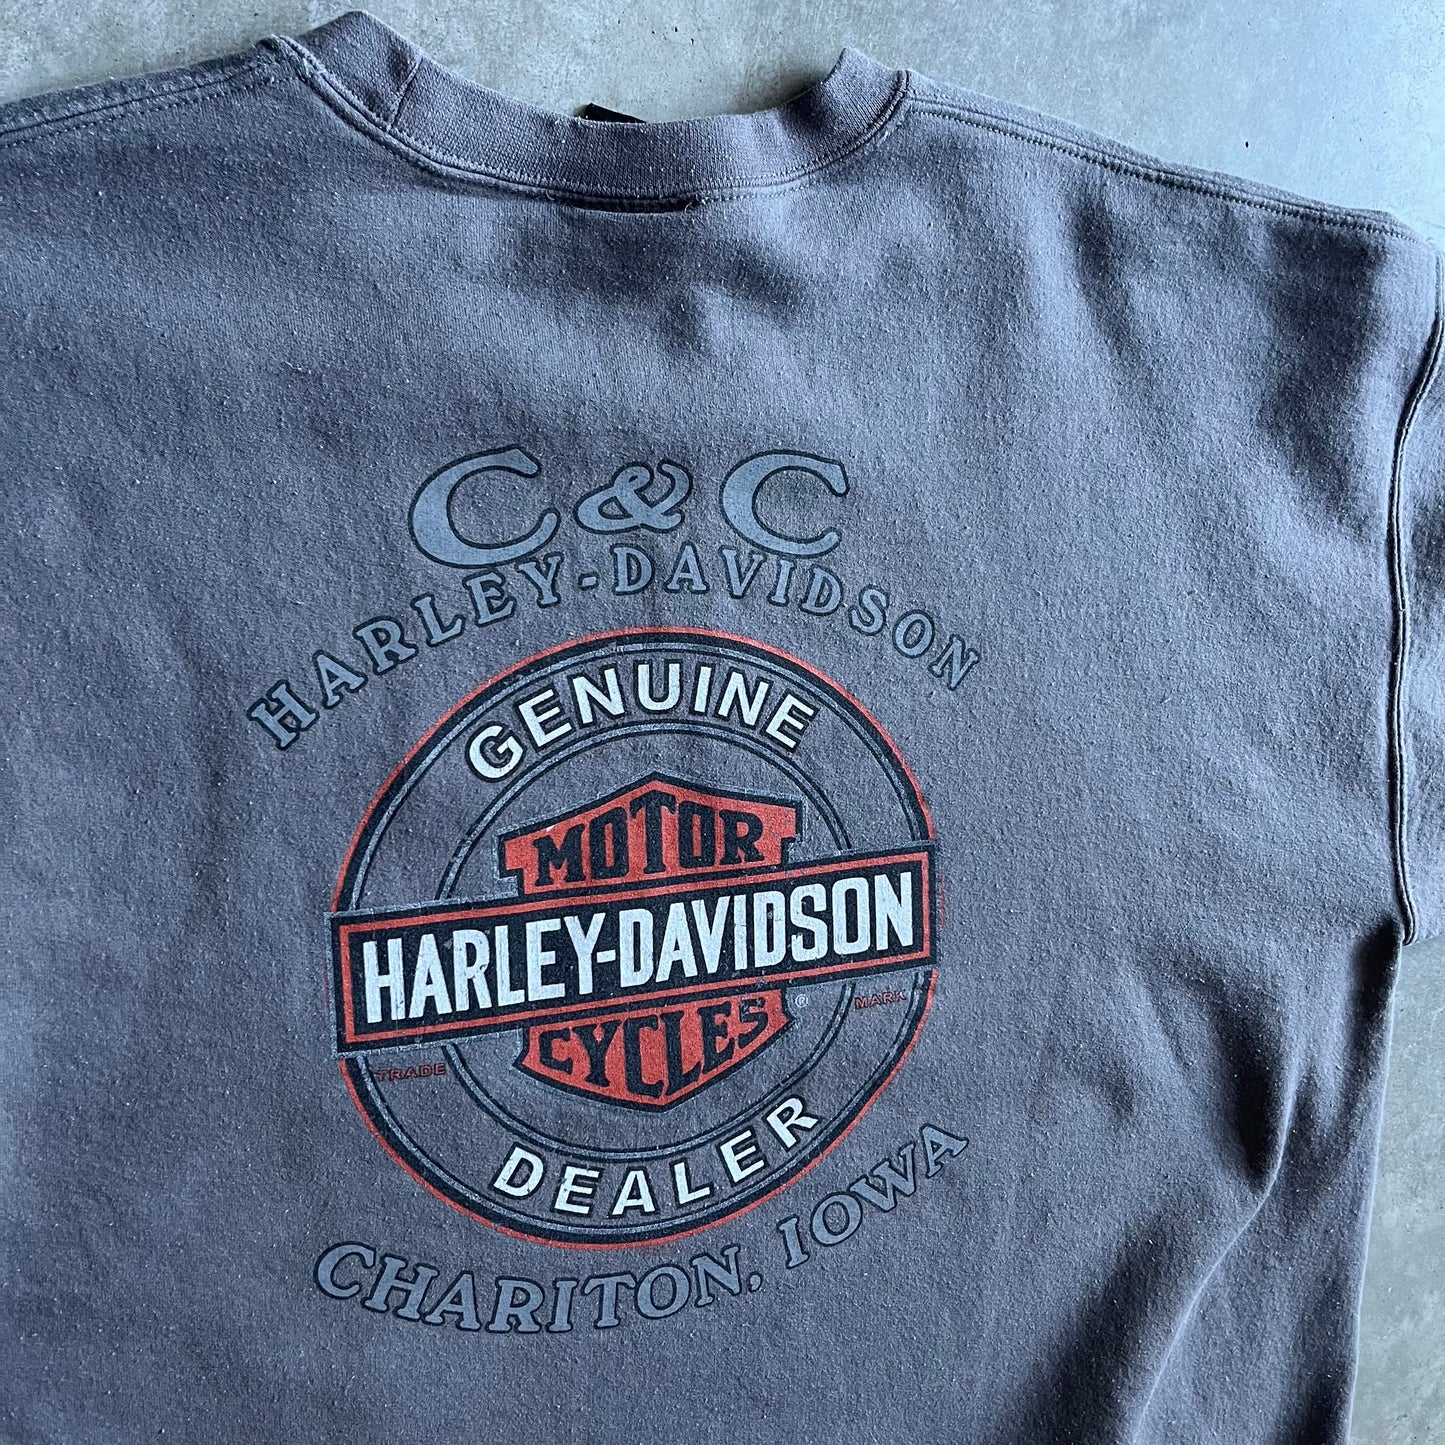 C & C
HARLEY-DAVIDSON
GENUINE
MOTOR
HARLEY-DAVIDSON
CYCLES
®
TRADE MARK
DEALER
CHARITON, IOWA